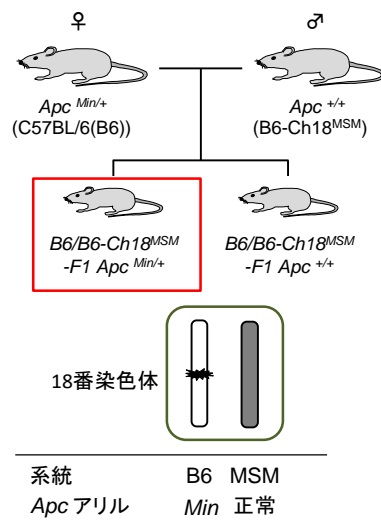 ♀ ♂
Apc Min/+ Apc +/+
(C57BL/6(B6)) (B6-Ch18MSM)
B6/B6-Ch18MSM B6/B6-Ch18MSM
-F1 Apc Min/+ -F1 Apc +/+
18番染色体
系統 B6 MSM
Apc アリル Min 正常